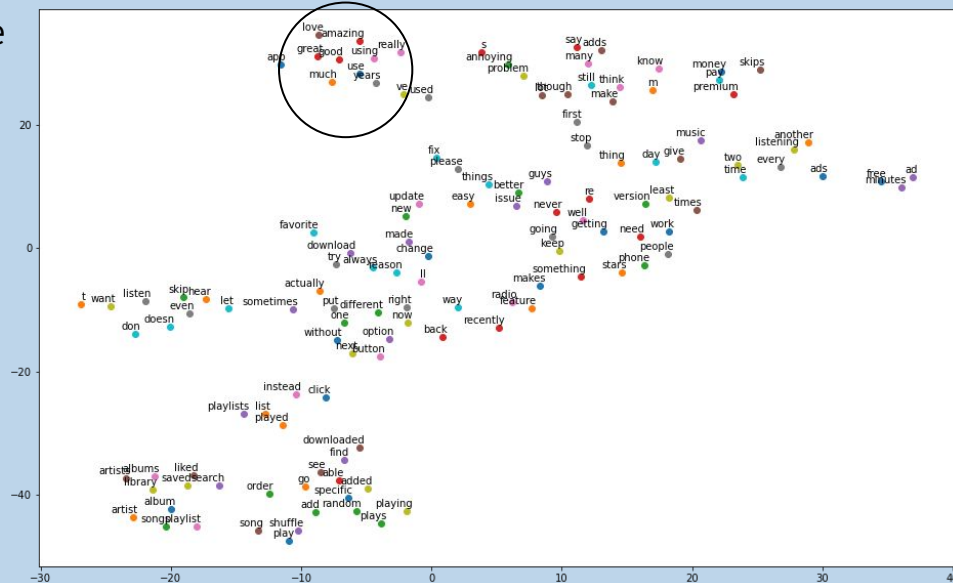 e
love
amazing
great
good
using
really
app
use
much
years
ve
used
s
annoying
problem
say
adds
many
still
think
though
make
know
m
money
pay
premium
skips
first
stop
thing
day
give
music
two
time
listening
another
every
ads
free
minutes
ad
fix
please
things
better
guys
easy
issue
update
new
never
re
well
getting
going
keep
version
least
times
need
work
people
phone
stars
something
makes
favorite
download
try
always
reason
made
change
ll
actually
put
different
one
right
now
way
radio
feature
recently
back
without
option
next
button
sometimes
t
want
listen
skip
hear
even
let
don
doesn
instead
click
playlists
list
played
downloaded
find
see
able
go
added
specific
order
add
random
playing
plays
artists
albums
liked
library
saved
search
album
artist
songs
playlist
song
shuffle
play
20
0
−20
−40
−30
−20
−10
0
10
20
30